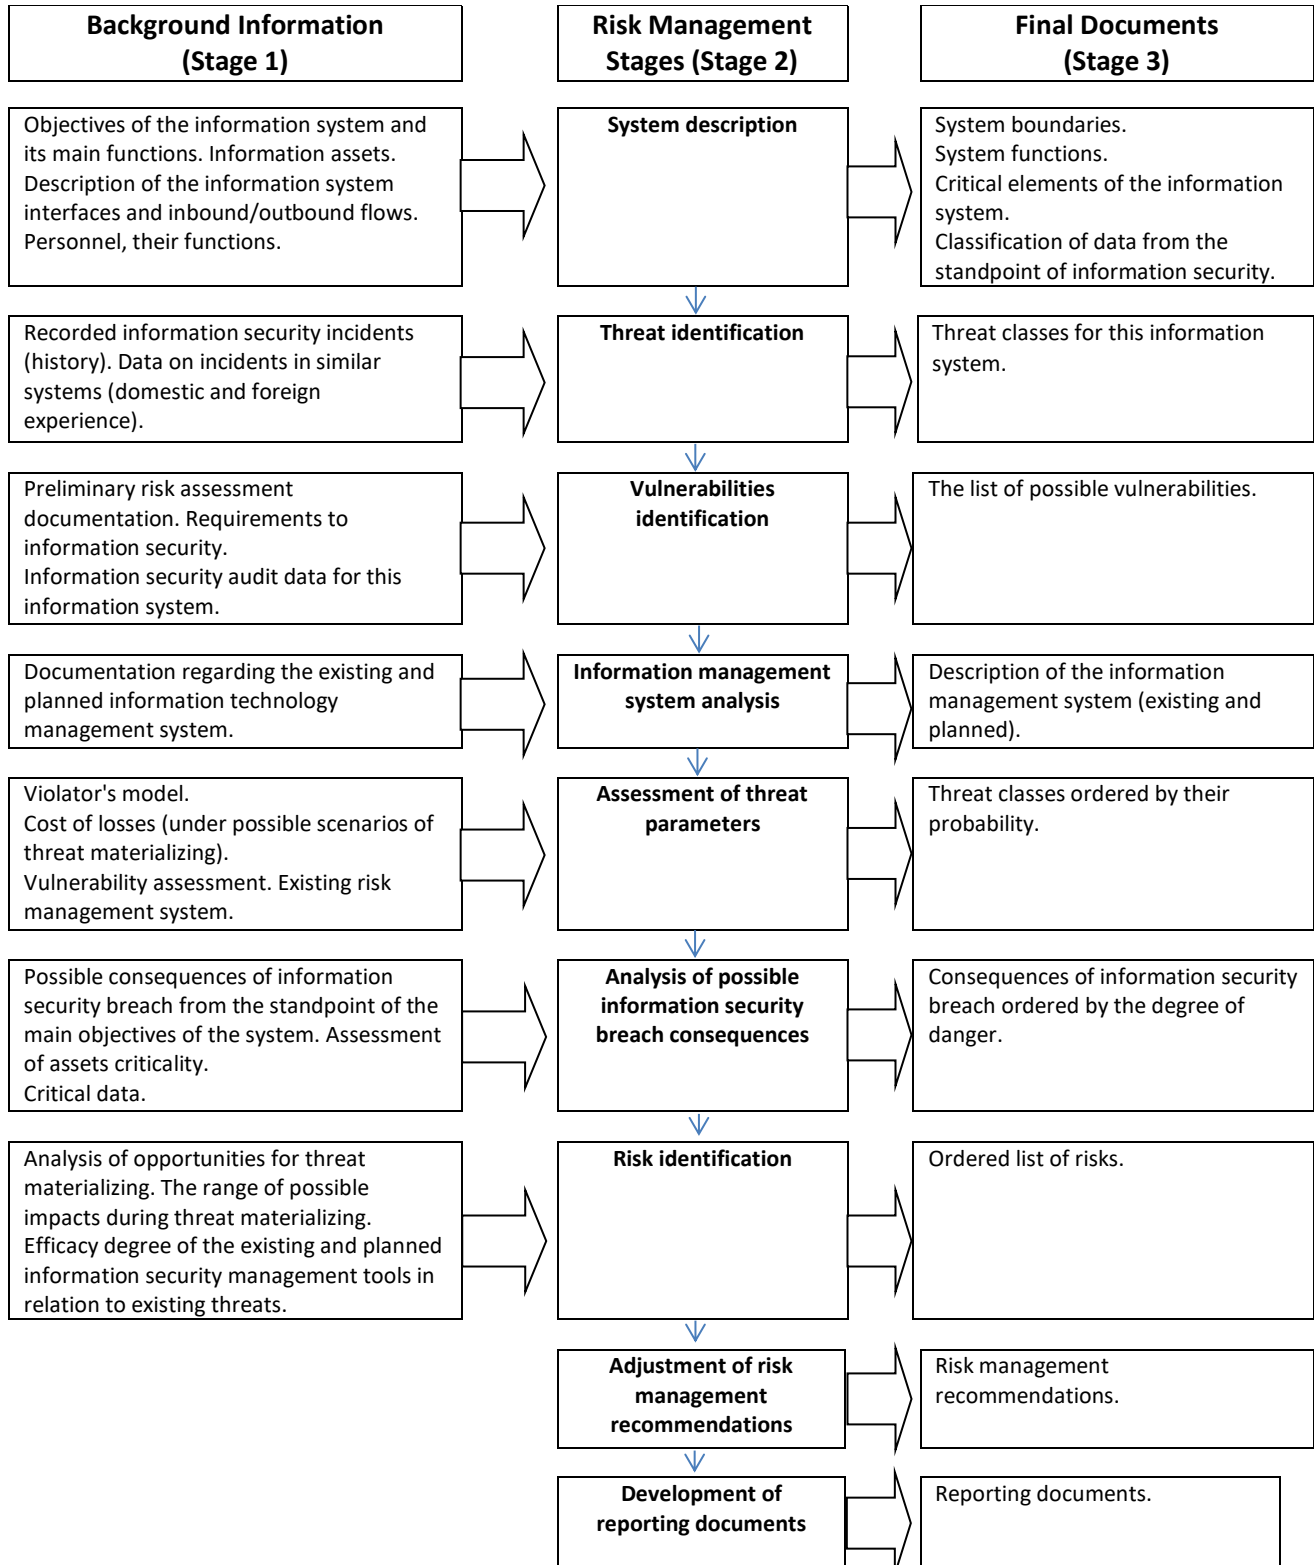 Background Information
(Stage 1)
Risk Management
Stages (Stage 2)
Final Documents
(Stage 3)
Objectives of the information system and
its main functions. Information assets.
Description of the information system
interfaces and inbound/outbound flows.
Personnel, their functions.
System description
System boundaries.
System functions.
Critical elements of the information
system.
Classification of data from the
standpoint of information security.
Recorded information security incidents
(history). Data on incidents in similar
systems (domestic and foreign
experience).
Threat identification
Threat classes for this information
system.
Preliminary risk assessment
documentation. Requirements to
information security.
Information security audit data for this
information system.
Vulnerabilities
identification
The list of possible vulnerabilities.
Documentation regarding the existing and
planned information technology
management system.
Information management
system analysis
Description of the information
management system (existing and
planned).
Violator's model.
Cost of losses (under possible scenarios of
threat materializing).
Vulnerability assessment. Existing risk
management system.
Assessment of threat
parameters
Threat classes ordered by their
probability.
Possible consequences of information
security breach from the standpoint of the
main objectives of the system. Assessment
of assets criticality.
Critical data.
Analysis of possible
information security
breach consequences
Consequences of information security
breach ordered by the degree of
danger.
Analysis of opportunities for threat
materializing. The range of possible
impacts during threat materializing.
Efficacy degree of the existing and planned
information security management tools in
relation to existing threats.
Risk identification
Ordered list of risks.
Adjustment of risk
management
recommendations
Risk management
recommendations.
Development of
reporting documents
Reporting documents.